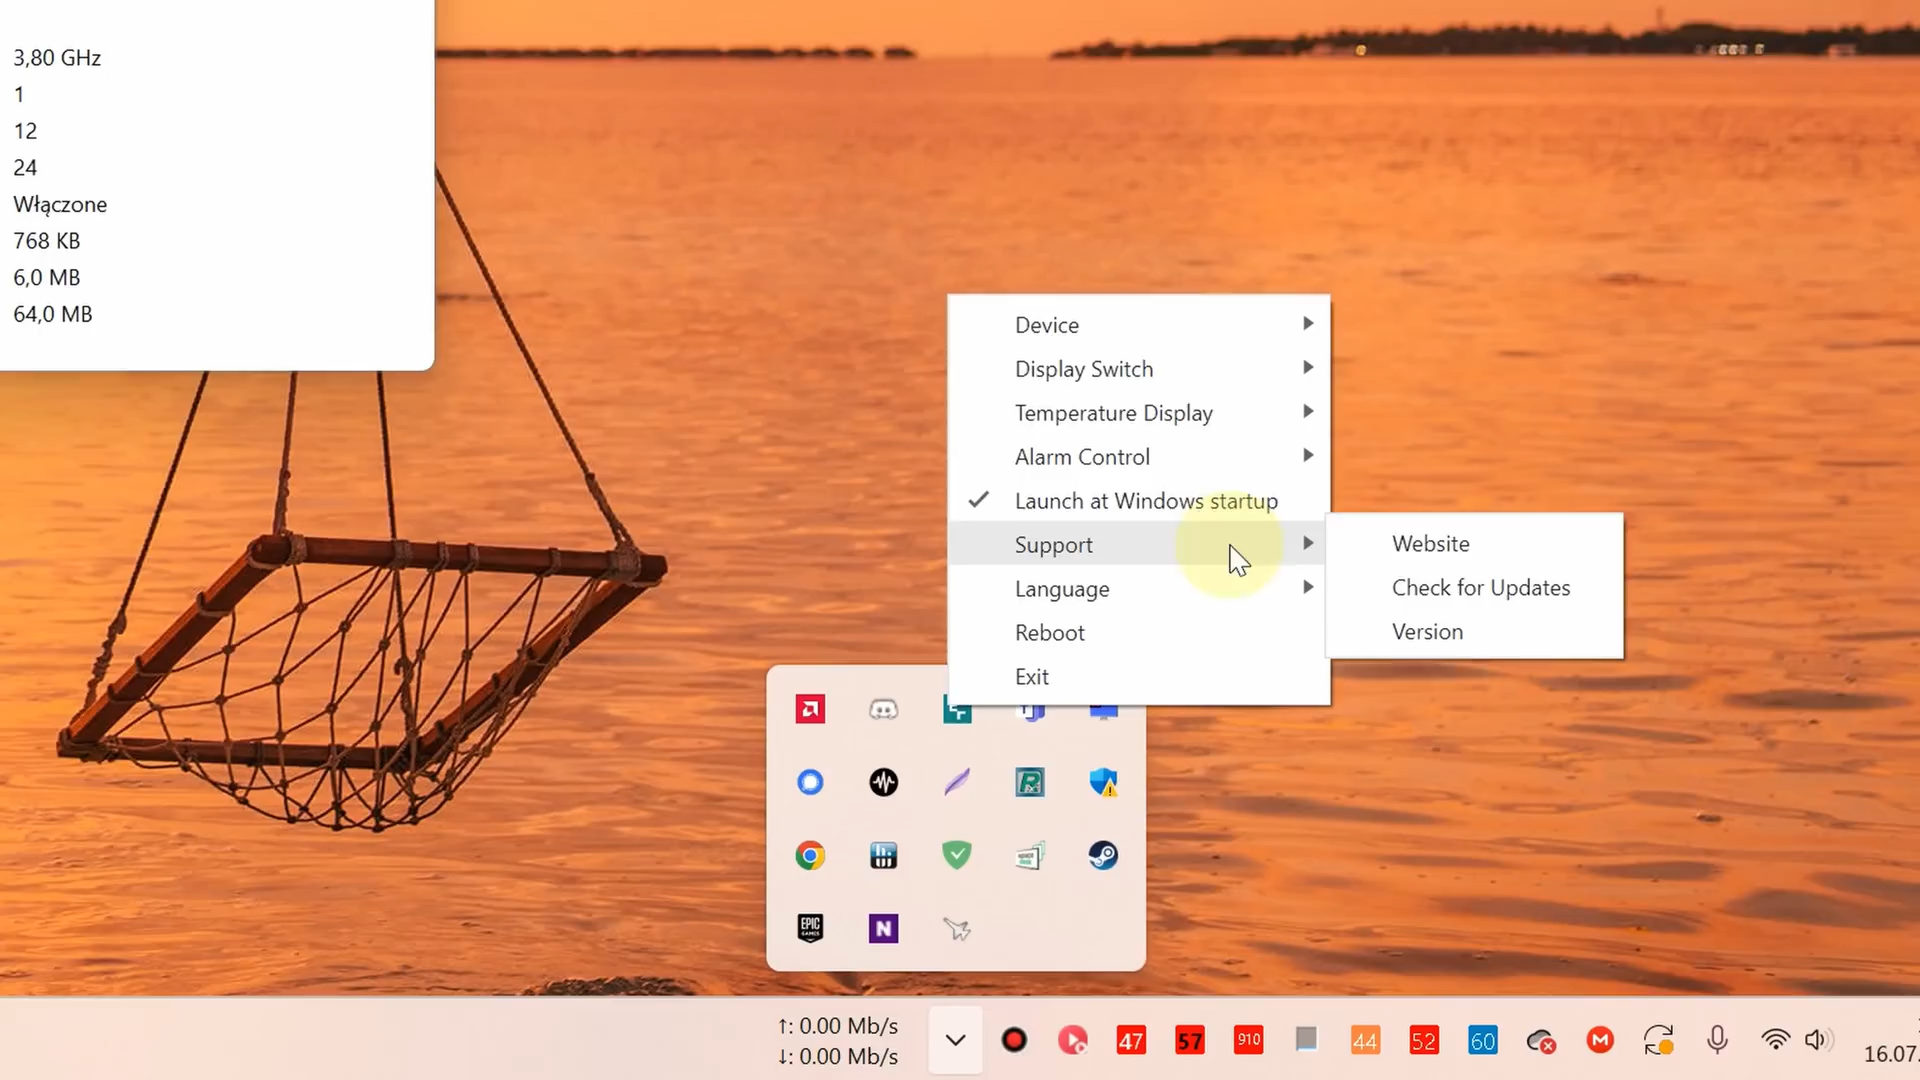 3,80 GHz
1
12
24
Włączone
768 KB
6,0 MB
64,0 MB
Device
Display Switch
Temperature Display
Alarm Control
Launch at Windows startup
Support
Language
Reboot
Exit
Website
Check for Updates
Version
EPIC
GAMES
N
↑: 0.00 Mb/s
↓: 0.00 Mb/s
47
57
910
44
52
60
M
16.07.